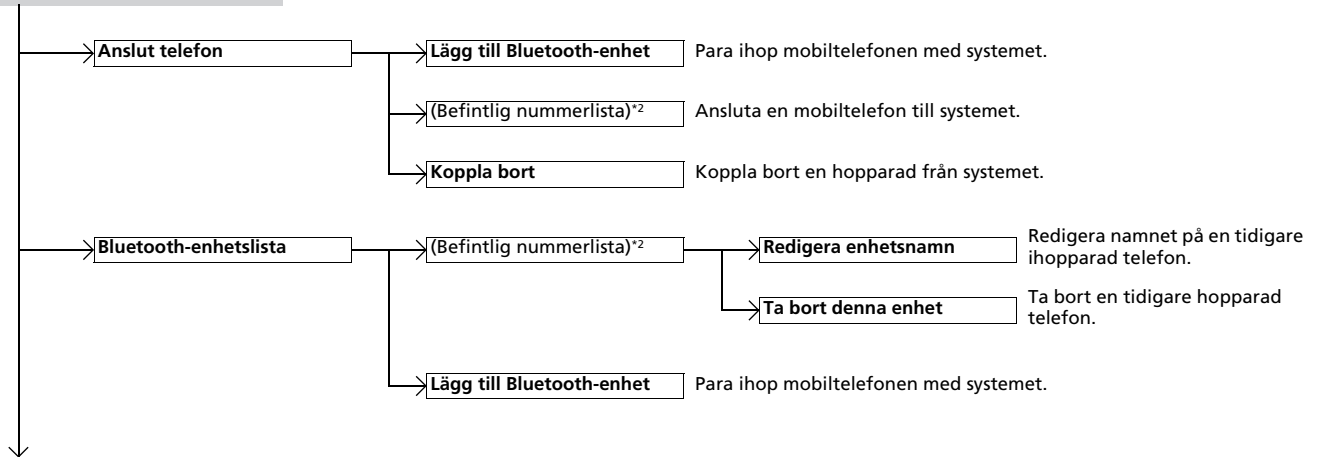 Anslut telefon
Lägg till Bluetooth-enhet
Para ihop mobiltelefonen med systemet.
(Befintlig nummerlista)*2
Ansluta en mobiltelefon till systemet.
Koppla bort
Koppla bort en hopparad från systemet.
Bluetooth-enhetslista
(Befintlig nummerlista)*2
Redigera enhetsnamn
Redigera namnet på en tidigare
ihopparad telefon.
Ta bort denna enhet
Ta bort en tidigare hopparad
telefon.
Lägg till Bluetooth-enhet
Para ihop mobiltelefonen med systemet.